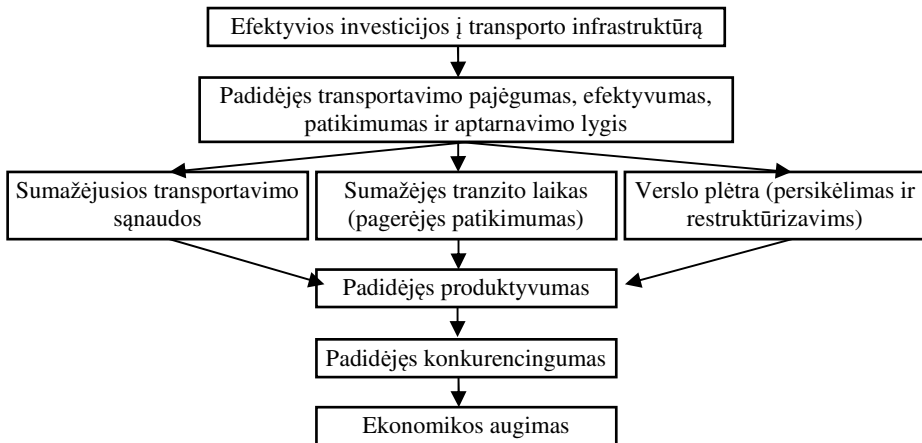 Efektyvios investicijos į transporto infrastruktūrą
Padidėjęs transportavimo pajėgumas, efektyvumas,
patikimumas ir aptarnavimo lygis
Sumažėjusios transportavimo
sąnaudos
Sumažėjęs tranzito laikas
(pagerėjęs patikimumas)
Verslo plėtra (persikėlimas ir
restruktūrizavims)
Padidėjęs produktyvumas
Padidėjęs konkurencingumas
Ekonomikos augimas